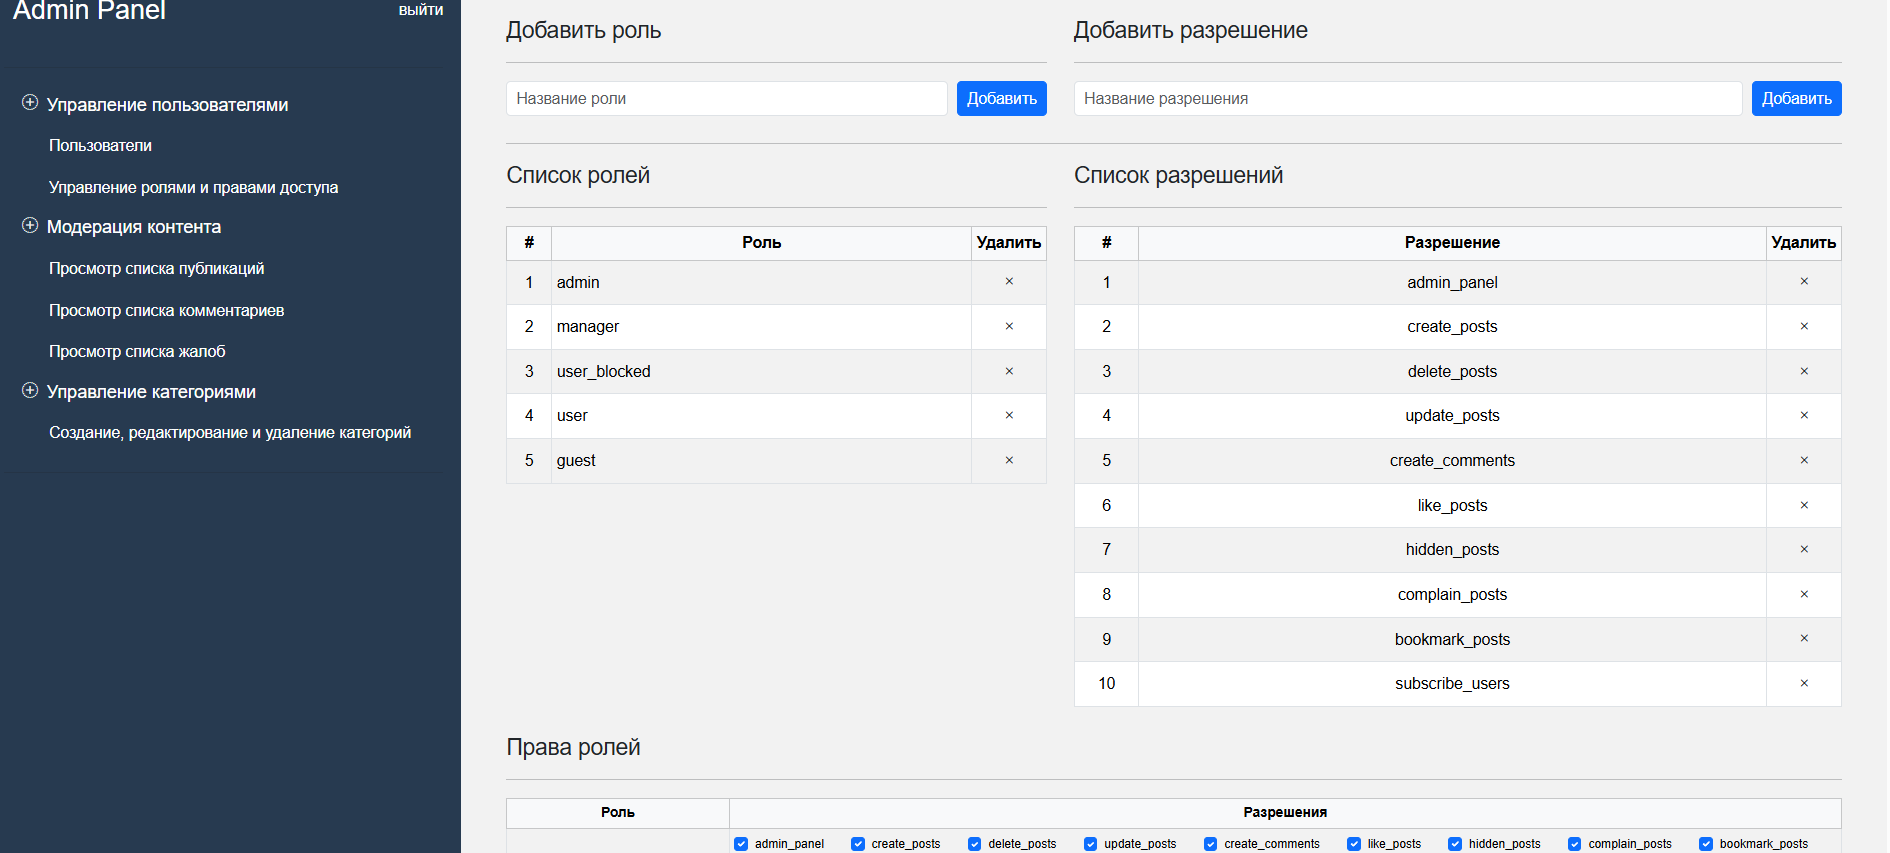 Admin Panel
выйти
Управление пользователями
Пользователи
Управление ролями и правами доступа
Модерация контента
Просмотр списка публикаций
Просмотр списка комментариев
Просмотр списка жалоб
Управление категориями
Создание, редактирование и удаление категорий
Добавить роль
Название роли
Добавить
Добавить разрешение
Название разрешения
Добавить
Список ролей
# Роль Удалить
1 admin ×
2 manager ×
3 user_blocked ×
4 user ×
5 guest ×
Список разрешений
# Разрешение Удалить
1 admin_panel ×
2 create_posts ×
3 delete_posts ×
4 update_posts ×
5 create_comments ×
6 like_posts ×
7 hidden_posts ×
8 complain_posts ×
9 bookmark_posts ×
10 subscribe_users ×
Права ролей
Роль Разрешения
admin_panel create_posts delete_posts update_posts create_comments like_posts hidden_posts complain_posts bookmark_posts